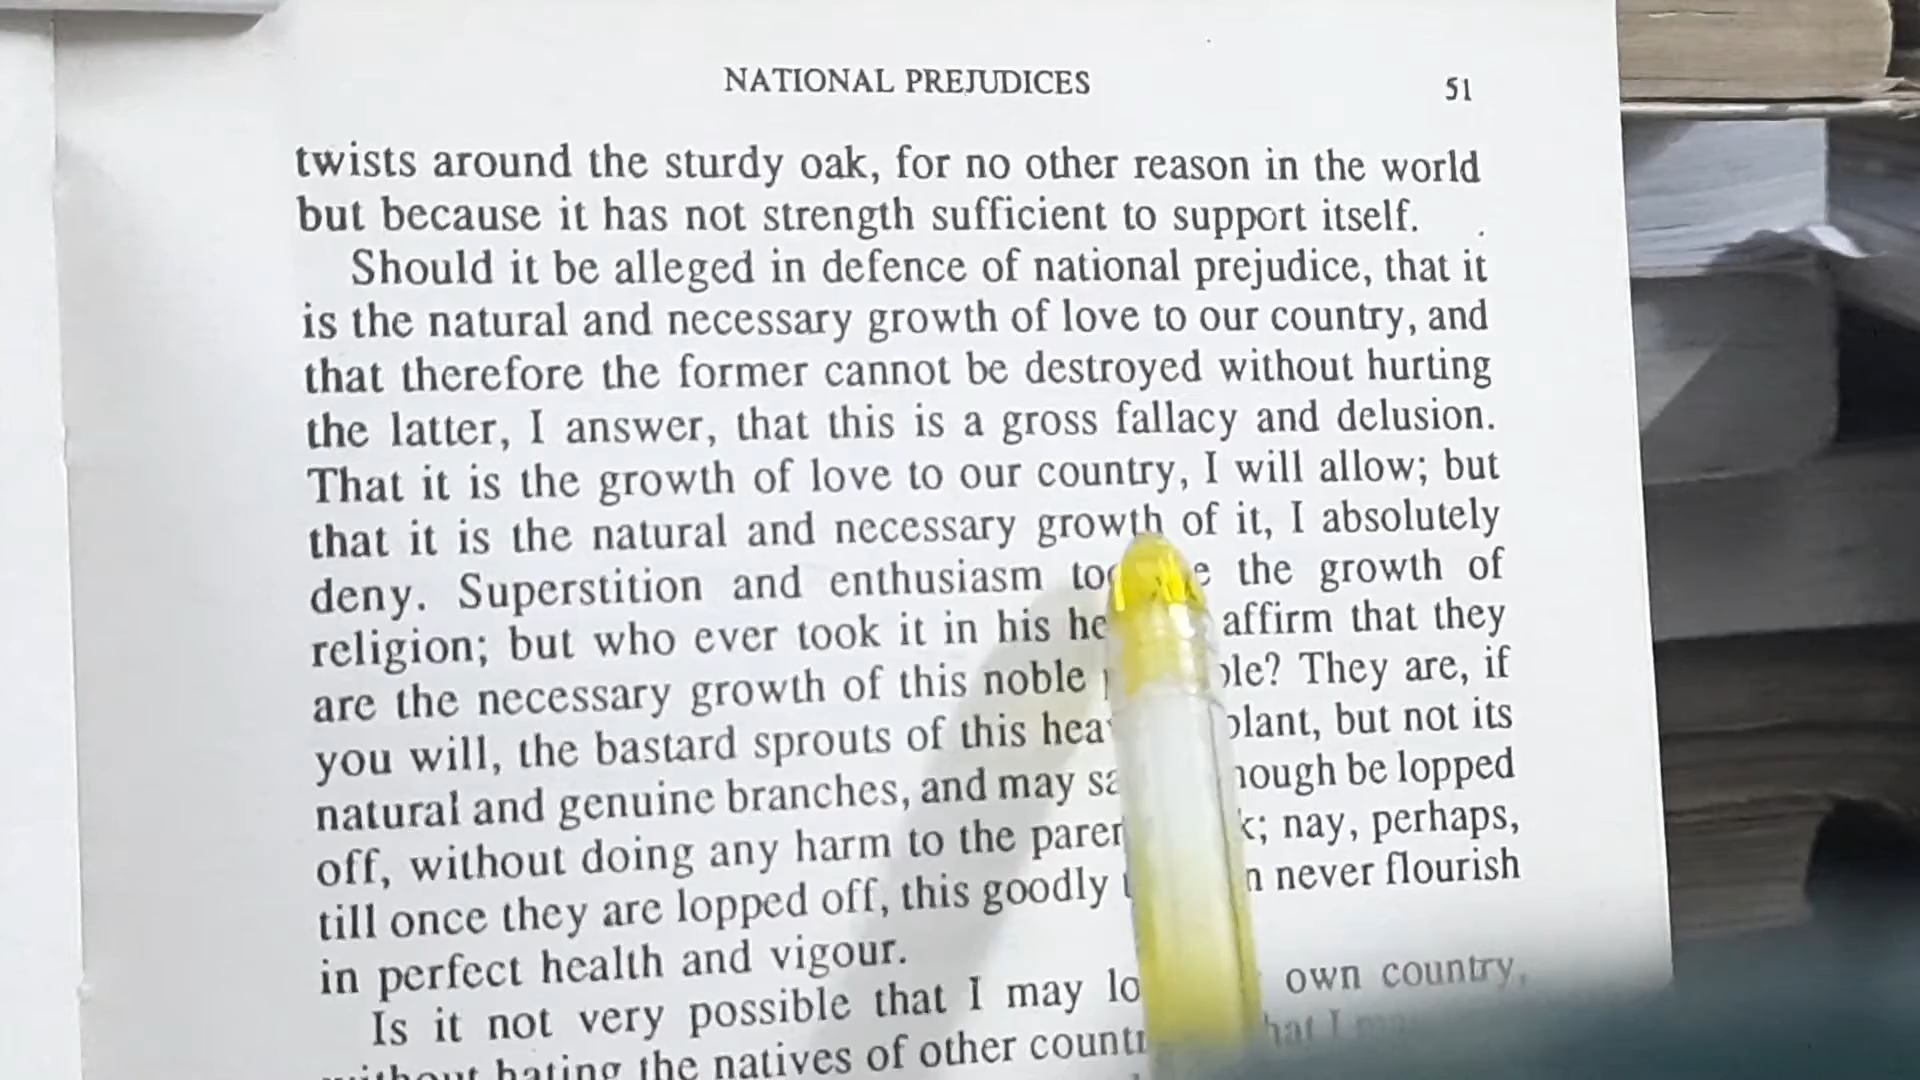 NATIONAL PREJUDICES 51
twists around the sturdy oak, for no other reason in the world
but because it has not strength sufficient to support itself.
Should it be alleged in defence of national prejudice, that it
is the natural and necessary growth of love to our country, and
that therefore the former cannot be destroyed without hurting
the latter, I answer, that this is a gross fallacy and delusion.
That it is the growth of love to our country, I will allow; but
that it is the natural and necessary growth of it, I absolutely
deny. Superstition and enthusiasm the growth of
religion; but who ever took it in his affirm that they
are the necessary growth of this noble They are, if
you will, the bastard sprouts of this but not its
natural and genuine branches, and may be lopped
off, without doing any harm to the nay, perhaps,
till once they are lopped off, this goodly never flourish
in perfect health and vigour.
Is it not very possible that I may own country,
without hating the natives of other I